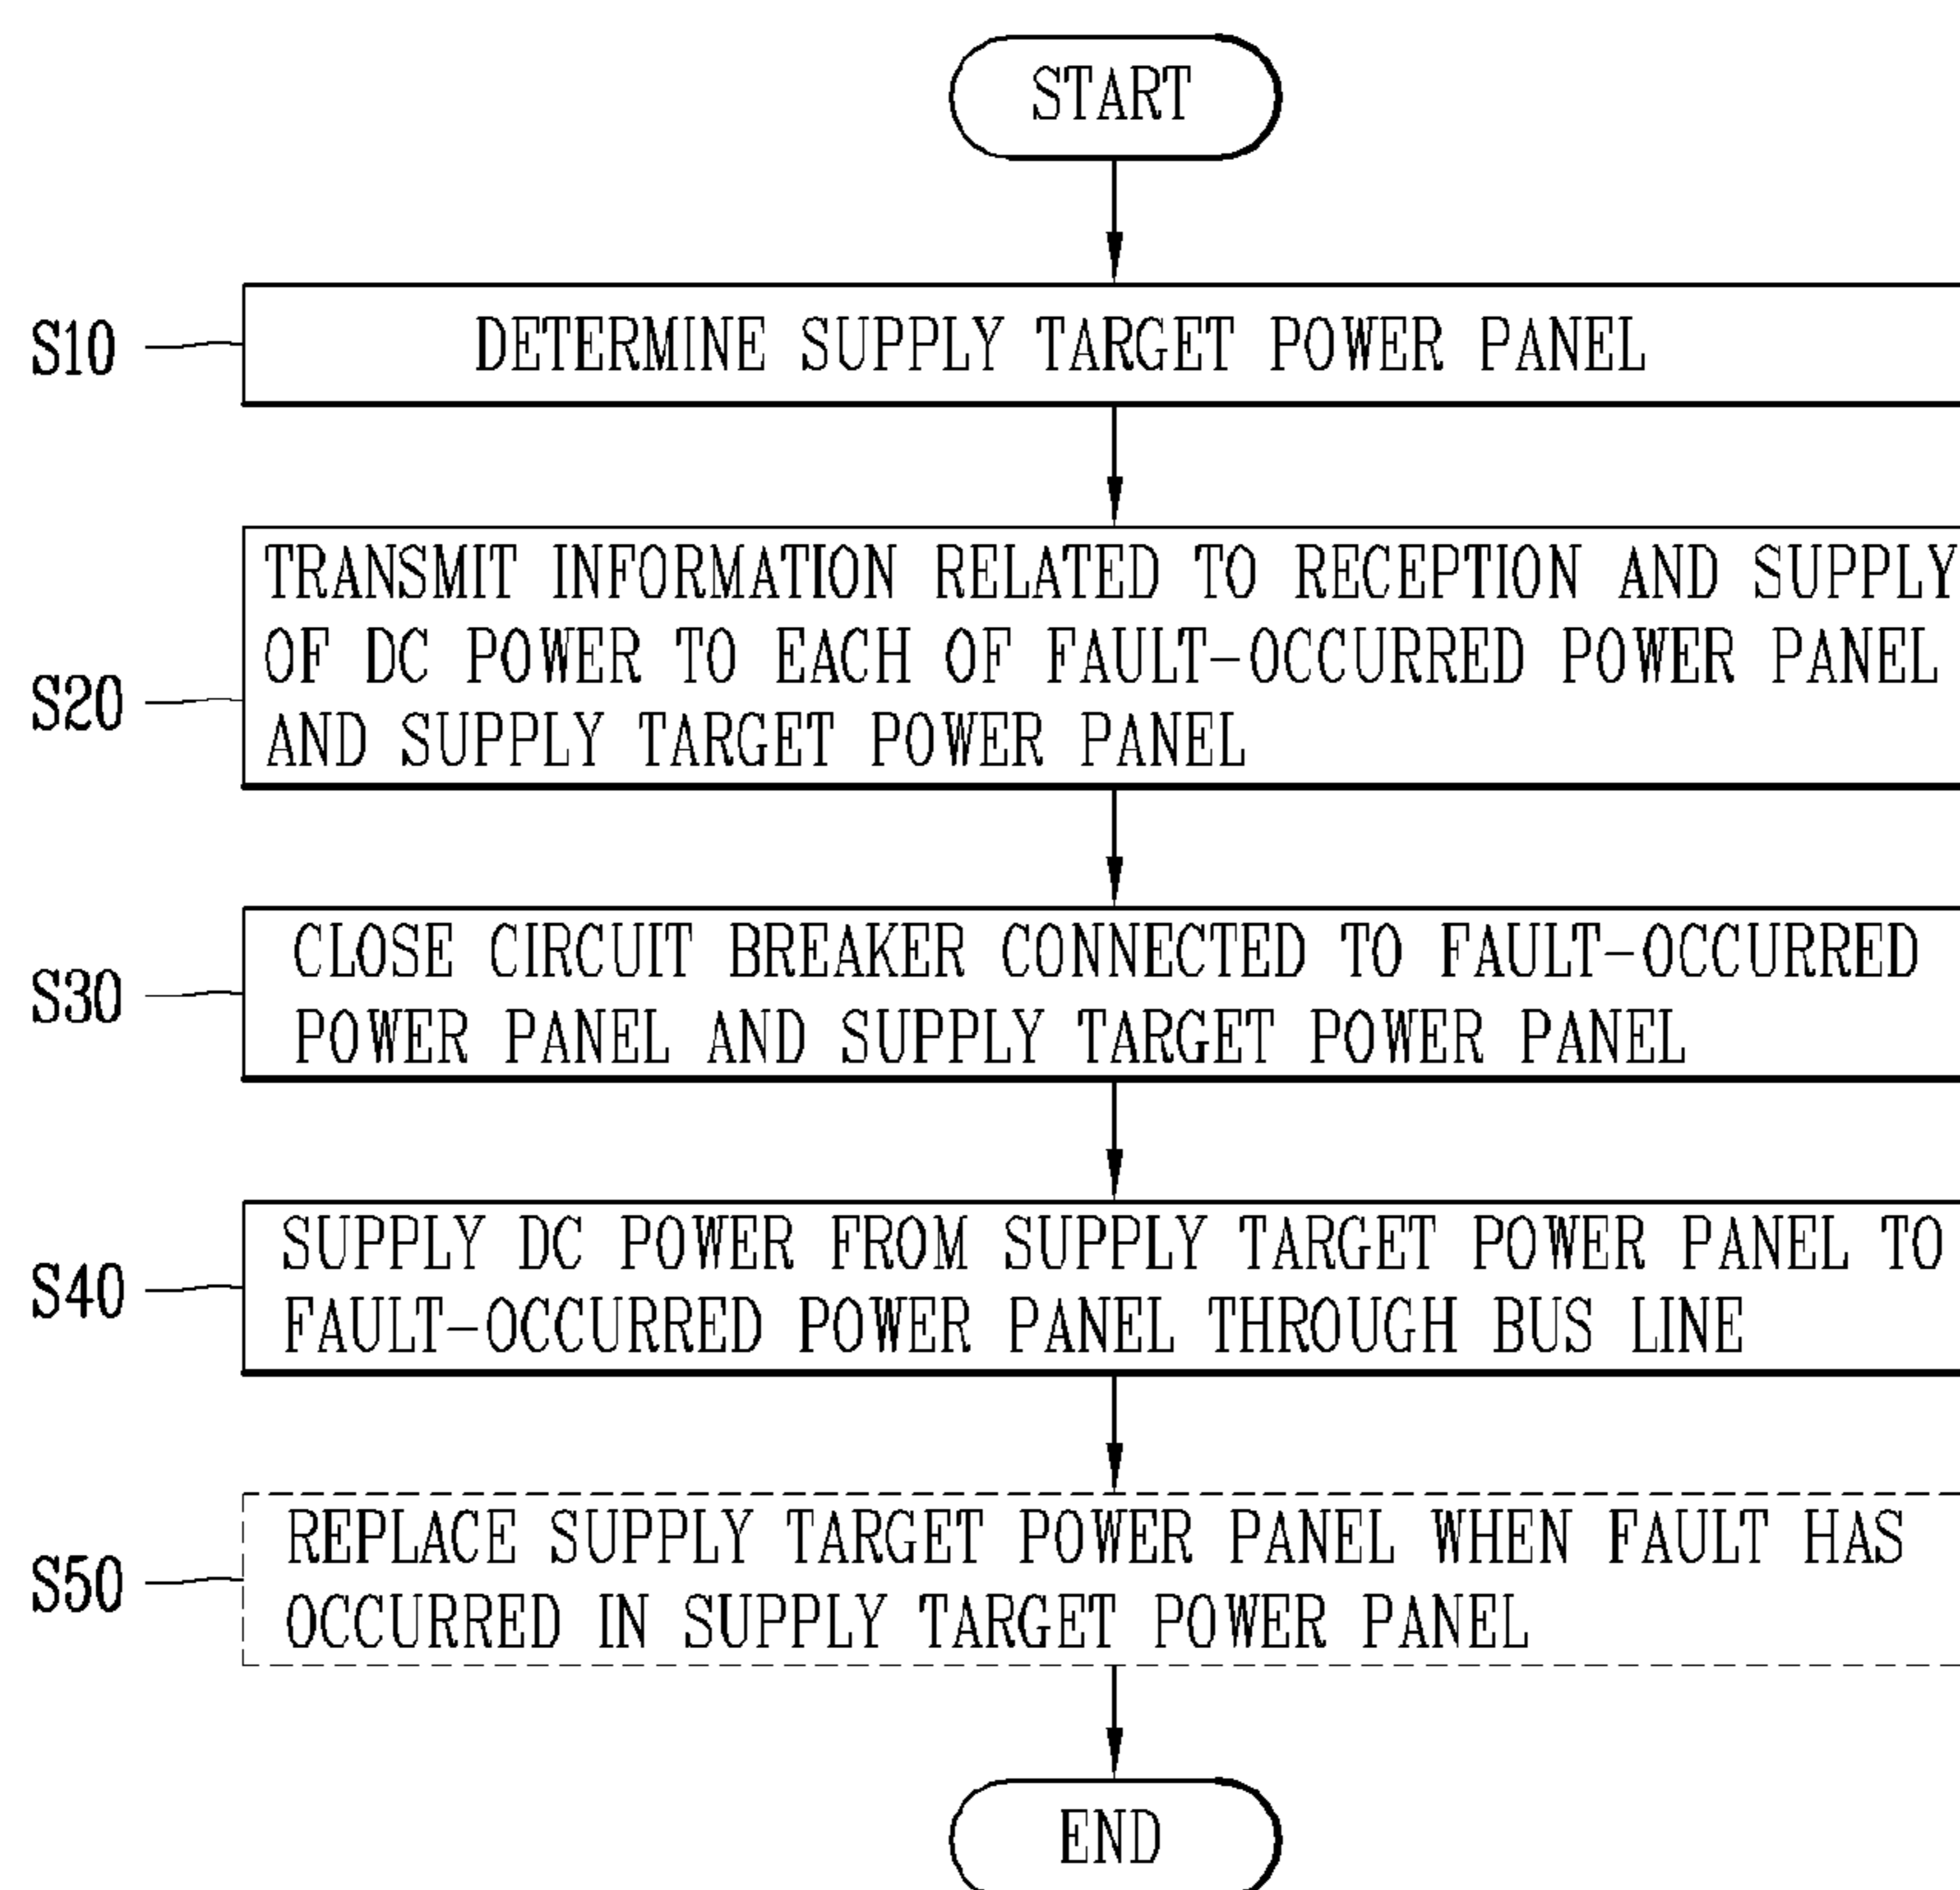 START
S10
DETERMINE SUPPLY TARGET POWER PANEL
S20
TRANSMIT INFORMATION RELATED TO RECEPTION AND SUPPLY
OF DC POWER TO EACH OF FAULT-OCCURRED POWER PANEL
AND SUPPLY TARGET POWER PANEL
S30
CLOSE CIRCUIT BREAKER CONNECTED TO FAULT-OCCURRED
POWER PANEL AND SUPPLY TARGET POWER PANEL
S40
SUPPLY DC POWER FROM SUPPLY TARGET POWER PANEL TO
FAULT-OCCURRED POWER PANEL THROUGH BUS LINE
S50
REPLACE SUPPLY TARGET POWER PANEL WHEN FAULT HAS
OCCURRED IN SUPPLY TARGET POWER PANEL
END